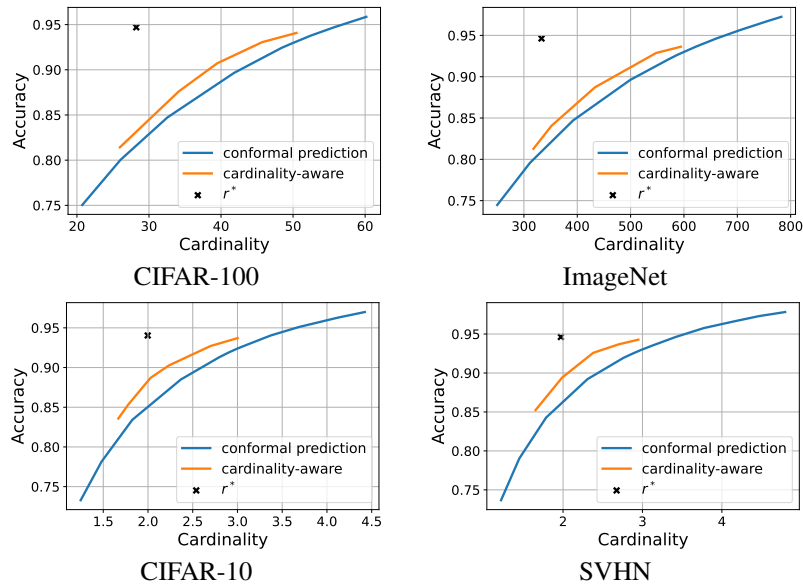 0.95
0.90
0.85
0.80
0.75
Accuracy
conformal prediction
cardinality-aware
r*
20 30 40 50 60
Cardinality
CIFAR-100
0.95
0.90
0.85
0.80
0.75
Accuracy
conformal prediction
cardinality-aware
r*
300 400 500 600 700 800
Cardinality
ImageNet
0.95
0.90
0.85
0.80
0.75
Accuracy
conformal prediction
cardinality-aware
r*
1.5 2.0 2.5 3.0 3.5 4.0 4.5
Cardinality
CIFAR-10
0.95
0.90
0.85
0.80
0.75
Accuracy
conformal prediction
cardinality-aware
r*
2 3 4
Cardinality
SVHN